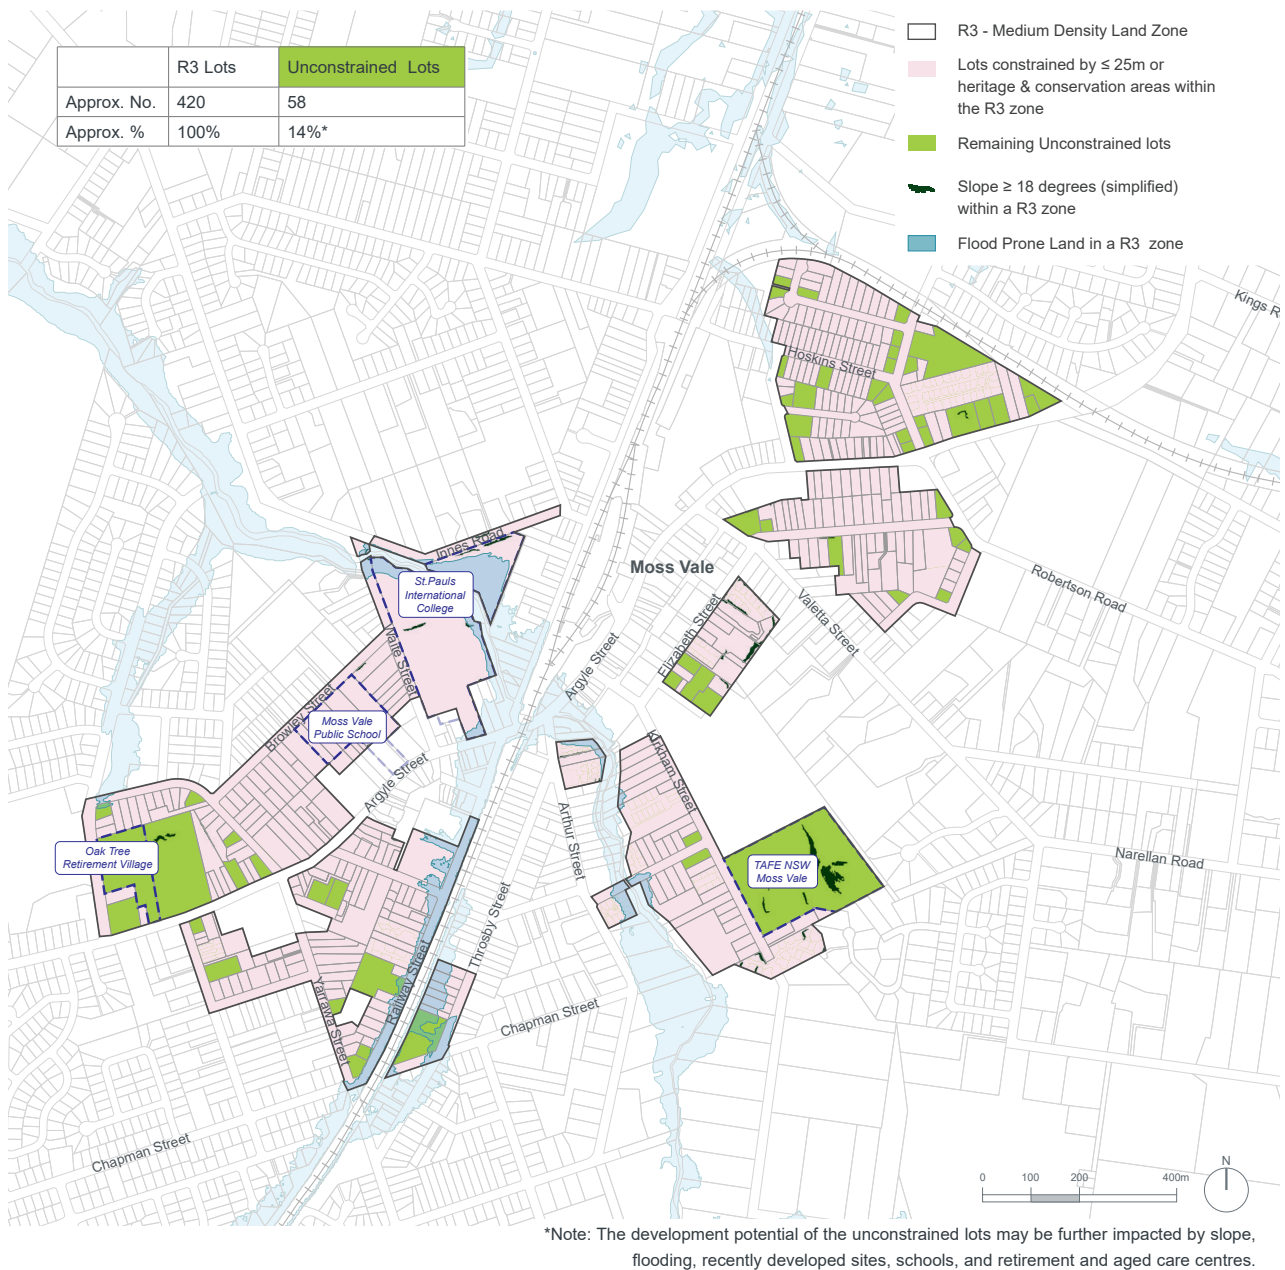 R3 Lots
Unconstrained Lots
Approx. No.
420
58
Approx. %
100%
14%*
R3 - Medium Density Land Zone
Lots constrained by ≤ 25m or
heritage & conservation areas within
the R3 zone
Remaining Unconstrained lots
Slope ≥ 18 degrees (simplified)
within a R3 zone
Flood Prone Land in a R3 zone
Kings R
Hoskins Street
Innes Road
St.Pauls
International
College
Moss Vale
Robertson Road
Valetta Street
Elizabeth Street
Waite Street
Argyle Street
Browley Street
Moss Vale
Public School
Argyle Street
Kirkham Street
Arthur Street
Oak Tree
Retirement Village
TAFE NSW
Moss Vale
Narellan Road
Throsby Street
Railway Street
Yarrawa Street
Chapman Street
Chapman Street
N
0
100
200
400m
*Note: The development potential of the unconstrained lots may be further impacted by slope,
flooding, recently developed sites, schools, and retirement and aged care centres.